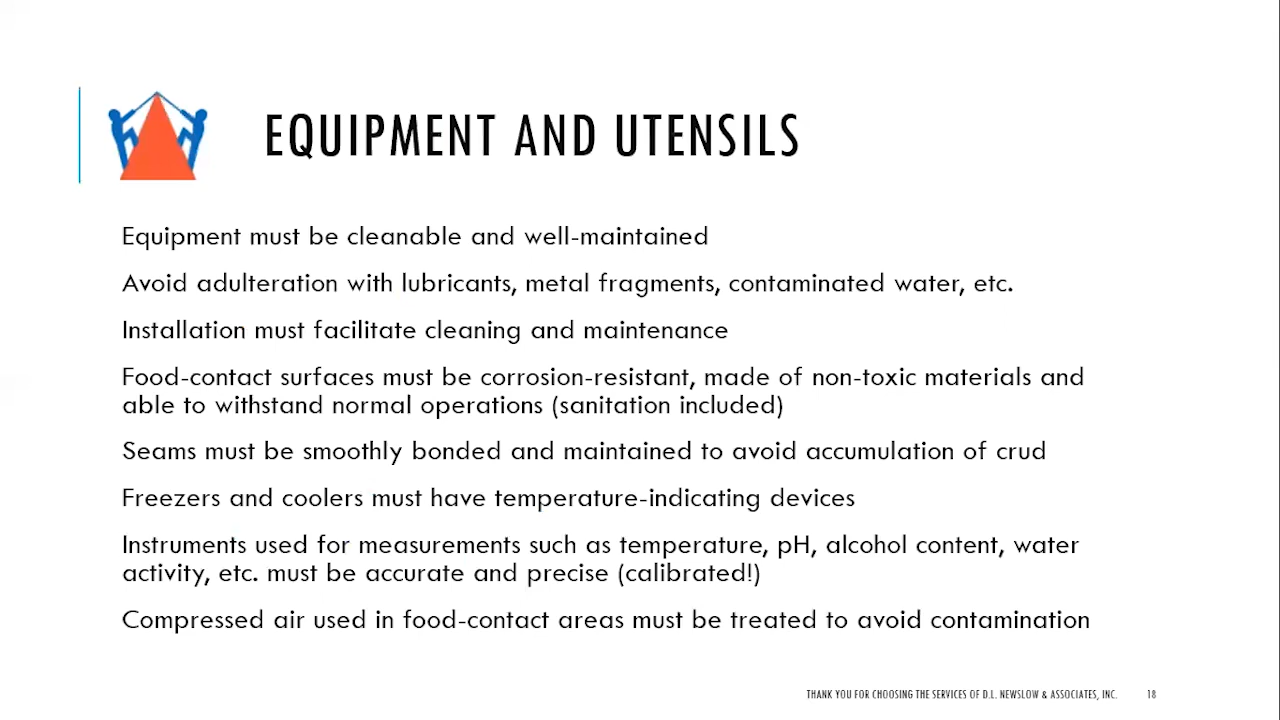 EQUIPMENT AND UTENSILS
Equipment must be cleanable and well-maintained
Avoid adulteration with lubricants, metal fragments, contaminated water, etc.
Installation must facilitate cleaning and maintenance
Food-contact surfaces must be corrosion-resistant, made of non-toxic materials and
able to withstand normal operations (sanitation included)
Seams must be smoothly bonded and maintained to avoid accumulation of crud
Freezers and coolers must have temperature-indicating devices
Instruments used for measurements such as temperature, pH, alcohol content, water
activity, etc. must be accurate and precise (calibrated!)
Compressed air used in food-contact areas must be treated to avoid contamination
THANK YOU FOR CHOOSING THE SERVICES OF D.L. NEWSLOW & ASSOCIATES, INC. 18